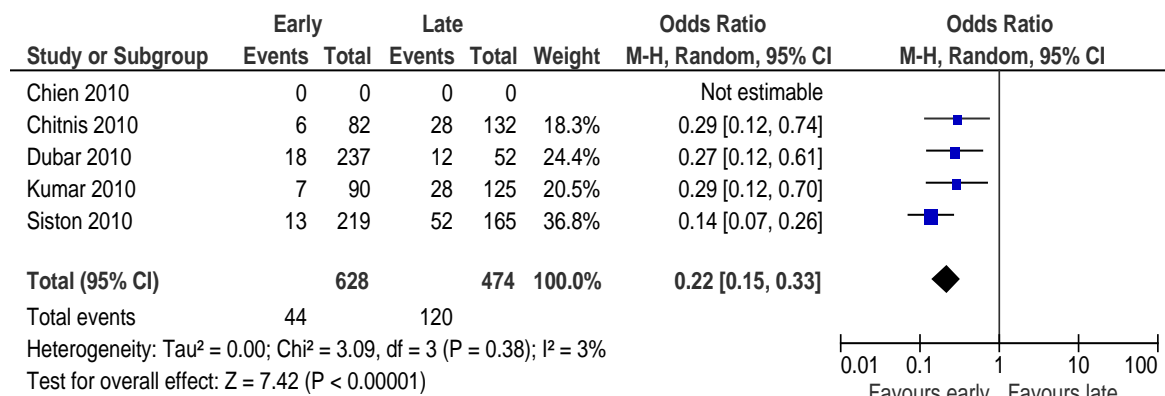 Early Late Odds Ratio Odds Ratio
Study or Subgroup Events Total Events Total Weight M-H, Random, 95% CI M-H, Random, 95% CI
Chien 2010 0 0 0 0 Not estimable
Chitnis 2010 6 82 28 132 18.3% 0.29 [0.12, 0.74]
Dubar 2010 18 237 12 52 24.4% 0.27 [0.12, 0.61]
Kumar 2010 7 90 28 125 20.5% 0.29 [0.12, 0.70]
Siston 2010 13 219 52 165 36.8% 0.14 [0.07, 0.26]
Total (95% CI) 628 474 100.0% 0.22 [0.15, 0.33]
Total events 44 120
Heterogeneity: Tau² = 0.00; Chi² = 3.09, df = 3 (P = 0.38); I² = 3%
Test for overall effect: Z = 7.42 (P < 0.00001)
0.01 0.1 1 10 100
Favours early Favours late